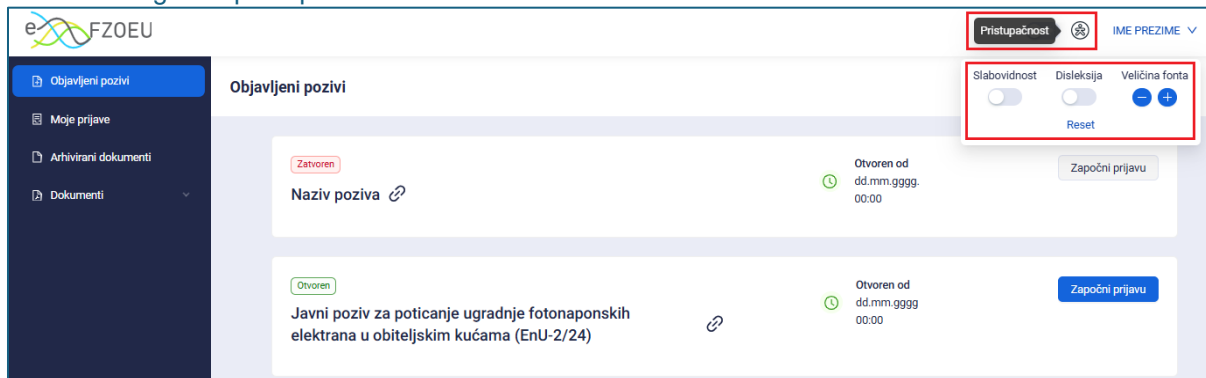 eFZOEU
Pristupačnost
IME PREZIME
Objavljeni pozivi
Moje prijave
Arhivirani dokumenti
Dokumenti
Objavljeni pozivi
Slabovidnost
Disleksija
Veličina fonta
Reset
Zatvoren
Naziv poziva
Otvoren od
dd.mm.gggg.
00:00
Započni prijavu
Otvoren
Javni poziv za poticanje ugradnje fotonaponskih
elektrana u obiteljskim kućama (EnU-2/24)
Otvoren od
dd.mm.gggg
00:00
Započni prijavu